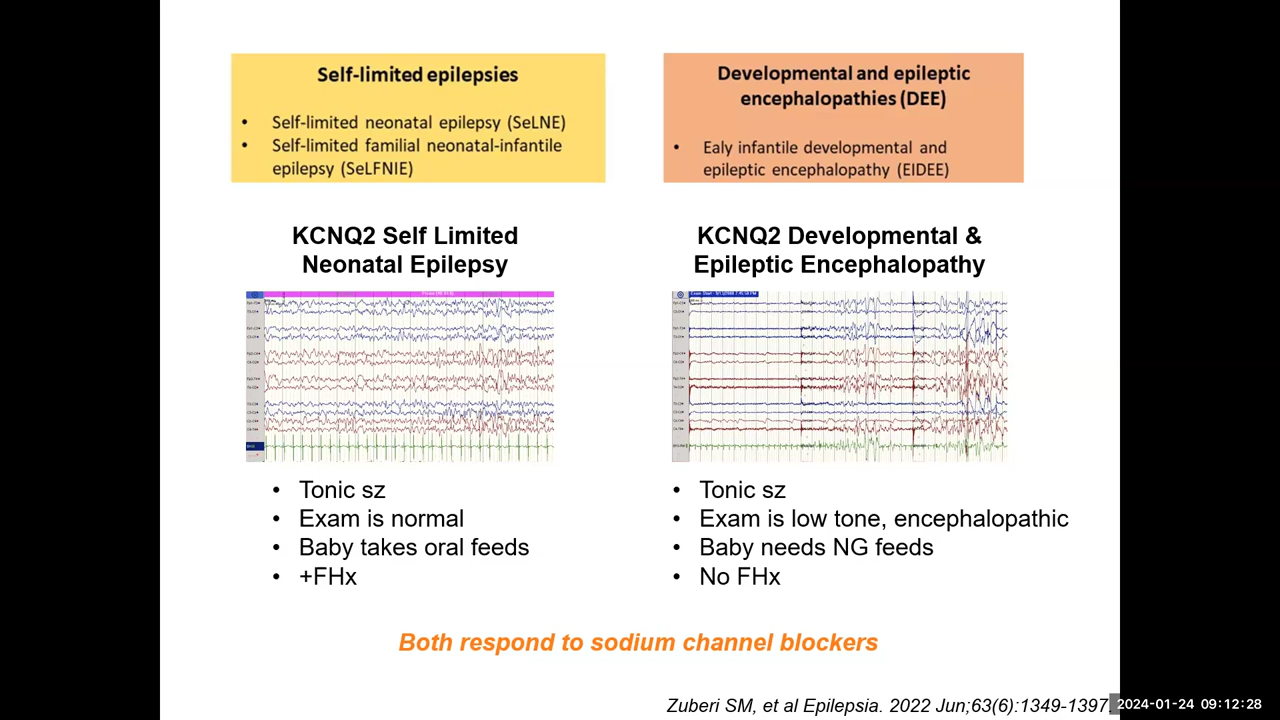 Self-limited epilepsies
• Self-limited neonatal epilepsy (SeLNE)
• Self-limited familial neonatal-infantile
epilepsy (SeLFNIE)
Developmental and epileptic
encephalopathies (DEE)
• Ealy infantile developmental and
epileptic encephalopathy (EIDEE)
KCNQ2 Self Limited
Neonatal Epilepsy
• Tonic sz
• Exam is normal
• Baby takes oral feeds
• +FHx
KCNQ2 Developmental &
Epileptic Encephalopathy
• Tonic sz
• Exam is low tone, encephalopathic
• Baby needs NG feeds
• No FHx
Both respond to sodium channel blockers
Zuberi SM, et al Epilepsia. 2022 Jun;63(6):1349-1397.
2024-01-24 09:12:28